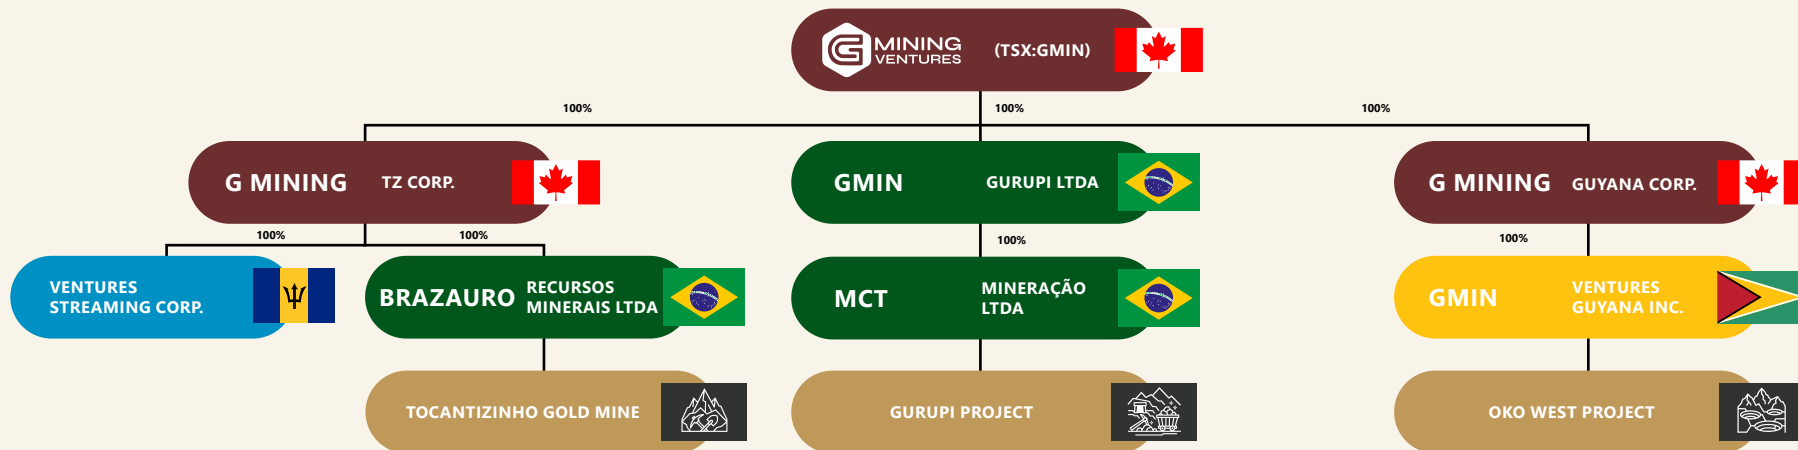 G MINING VENTURES (TSX:GMIN)
100% 100% 100%
G MINING TZ CORP.
GMIN GURUPI LTDA
G MINING GUYANA CORP.
100% 100% 100% 100%
VENTURES
STREAMING CORP.
BRAZAURO RECURSOS
MINERAIS LTDA
MCT MINERAÇÃO
LTDA
GMIN VENTURES
GUYANA INC.
TOCANTIZINHO GOLD MINE
GURUPI PROJECT
OKO WEST PROJECT